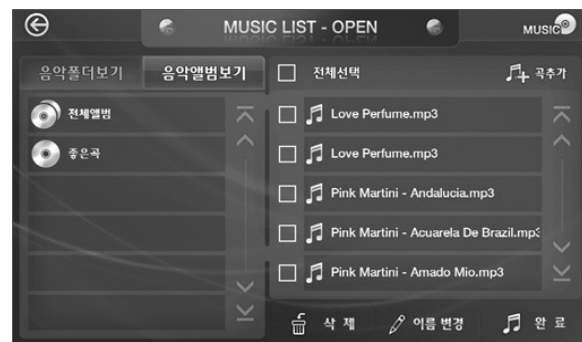 MUSIC LIST - OPEN
MUSIC
음악폴더보기
음악앨범보기
전체앨범
좋은곡
전체선택
곡추가
Love Perfume.mp3
Love Perfume.mp3
Pink Martini - Andalucia.mp3
Pink Martini - Acuarela De Brazil.mp3
Pink Martini - Amado Mio.mp3
삭 제
이름 변경
완 료